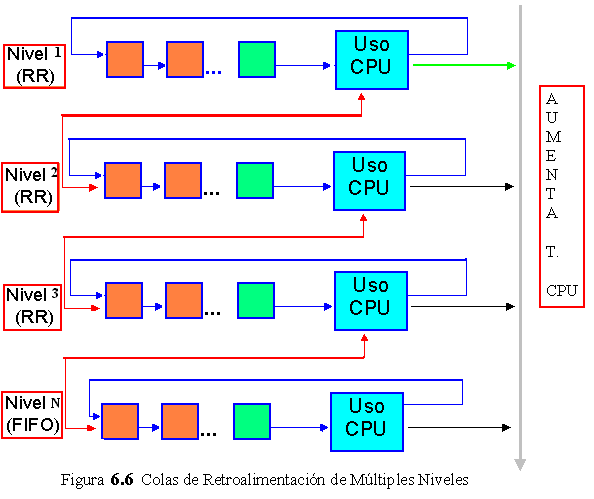 Nivel 1
(RR)
...
Uso
CPU
Nivel 2
(RR)
...
Uso
CPU
Nivel 3
(RR)
...
Uso
CPU
Nivel N
(FIFO)
...
Uso
CPU
A
U
M
E
N
T
A
T.
CPU
Figura 6.6 Colas de Retroalimentación de Múltiples Niveles